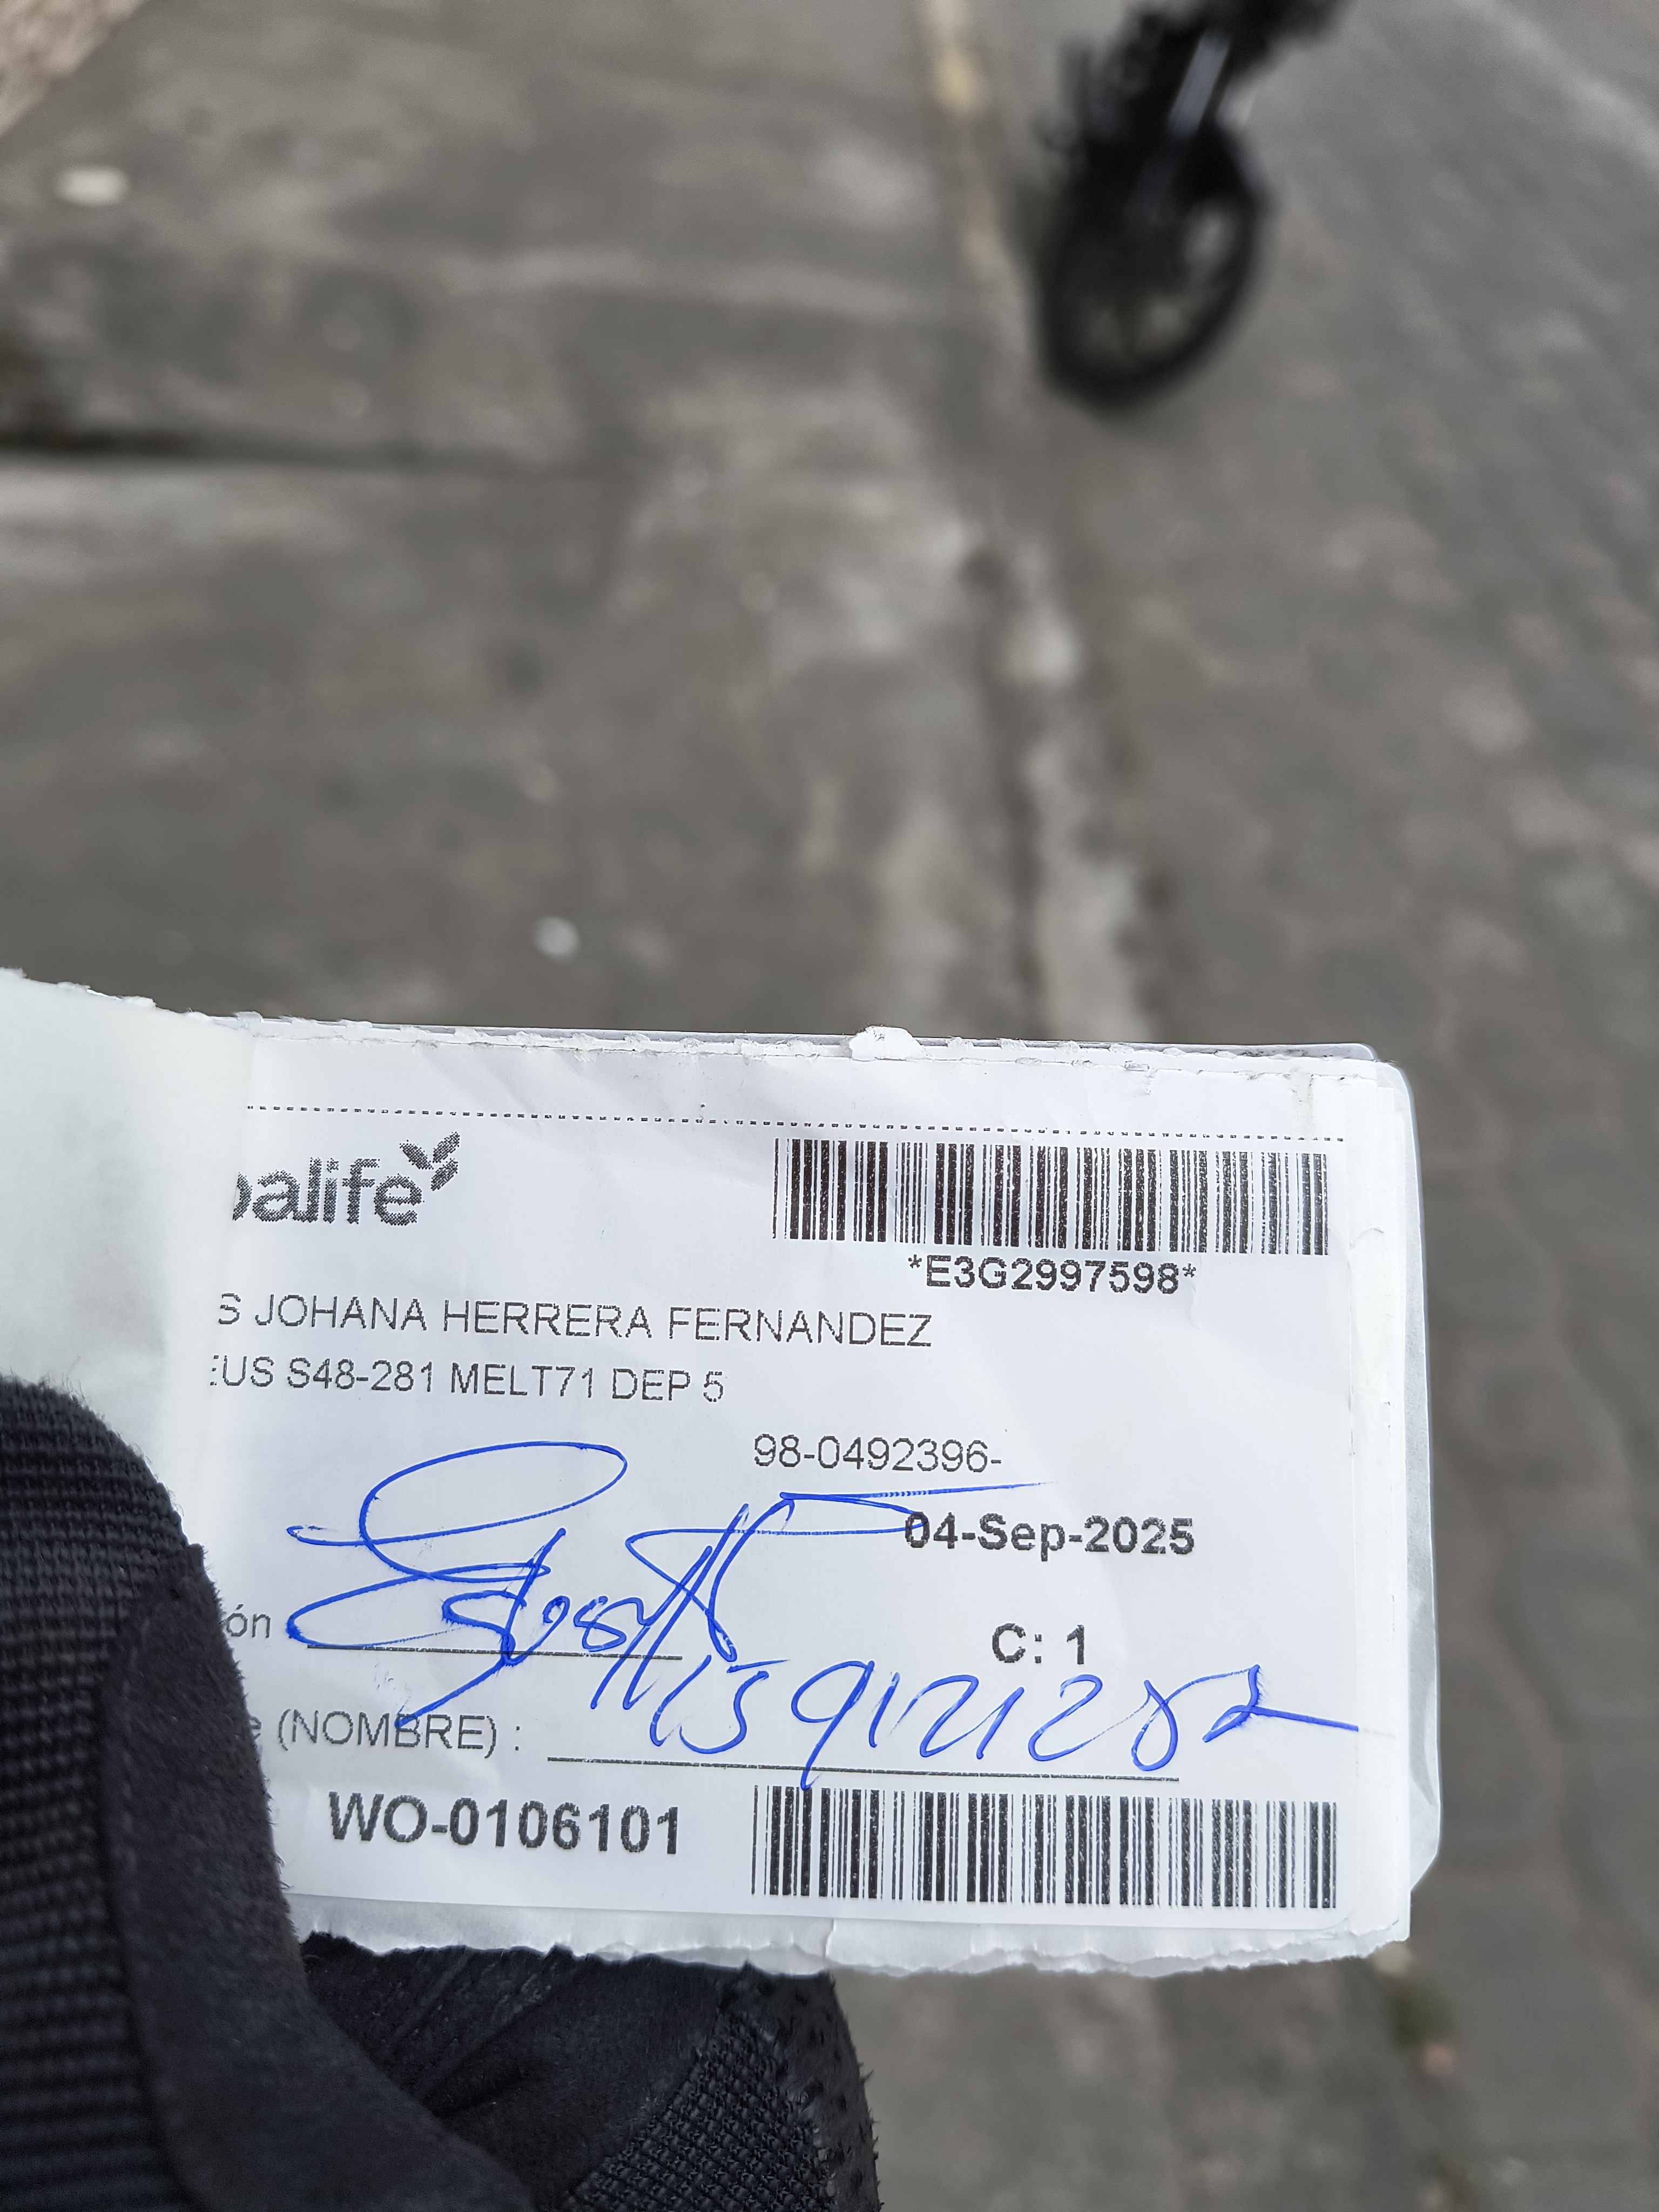 balife
*E3G2997598*
S JOHANA HERRERA FERNANDEZ
EUS S48-281 MELT71 DEP 5
98-0492396-
04-Sep-2025
ón
C: 1
e (NOMBRE) :
WO-0106101